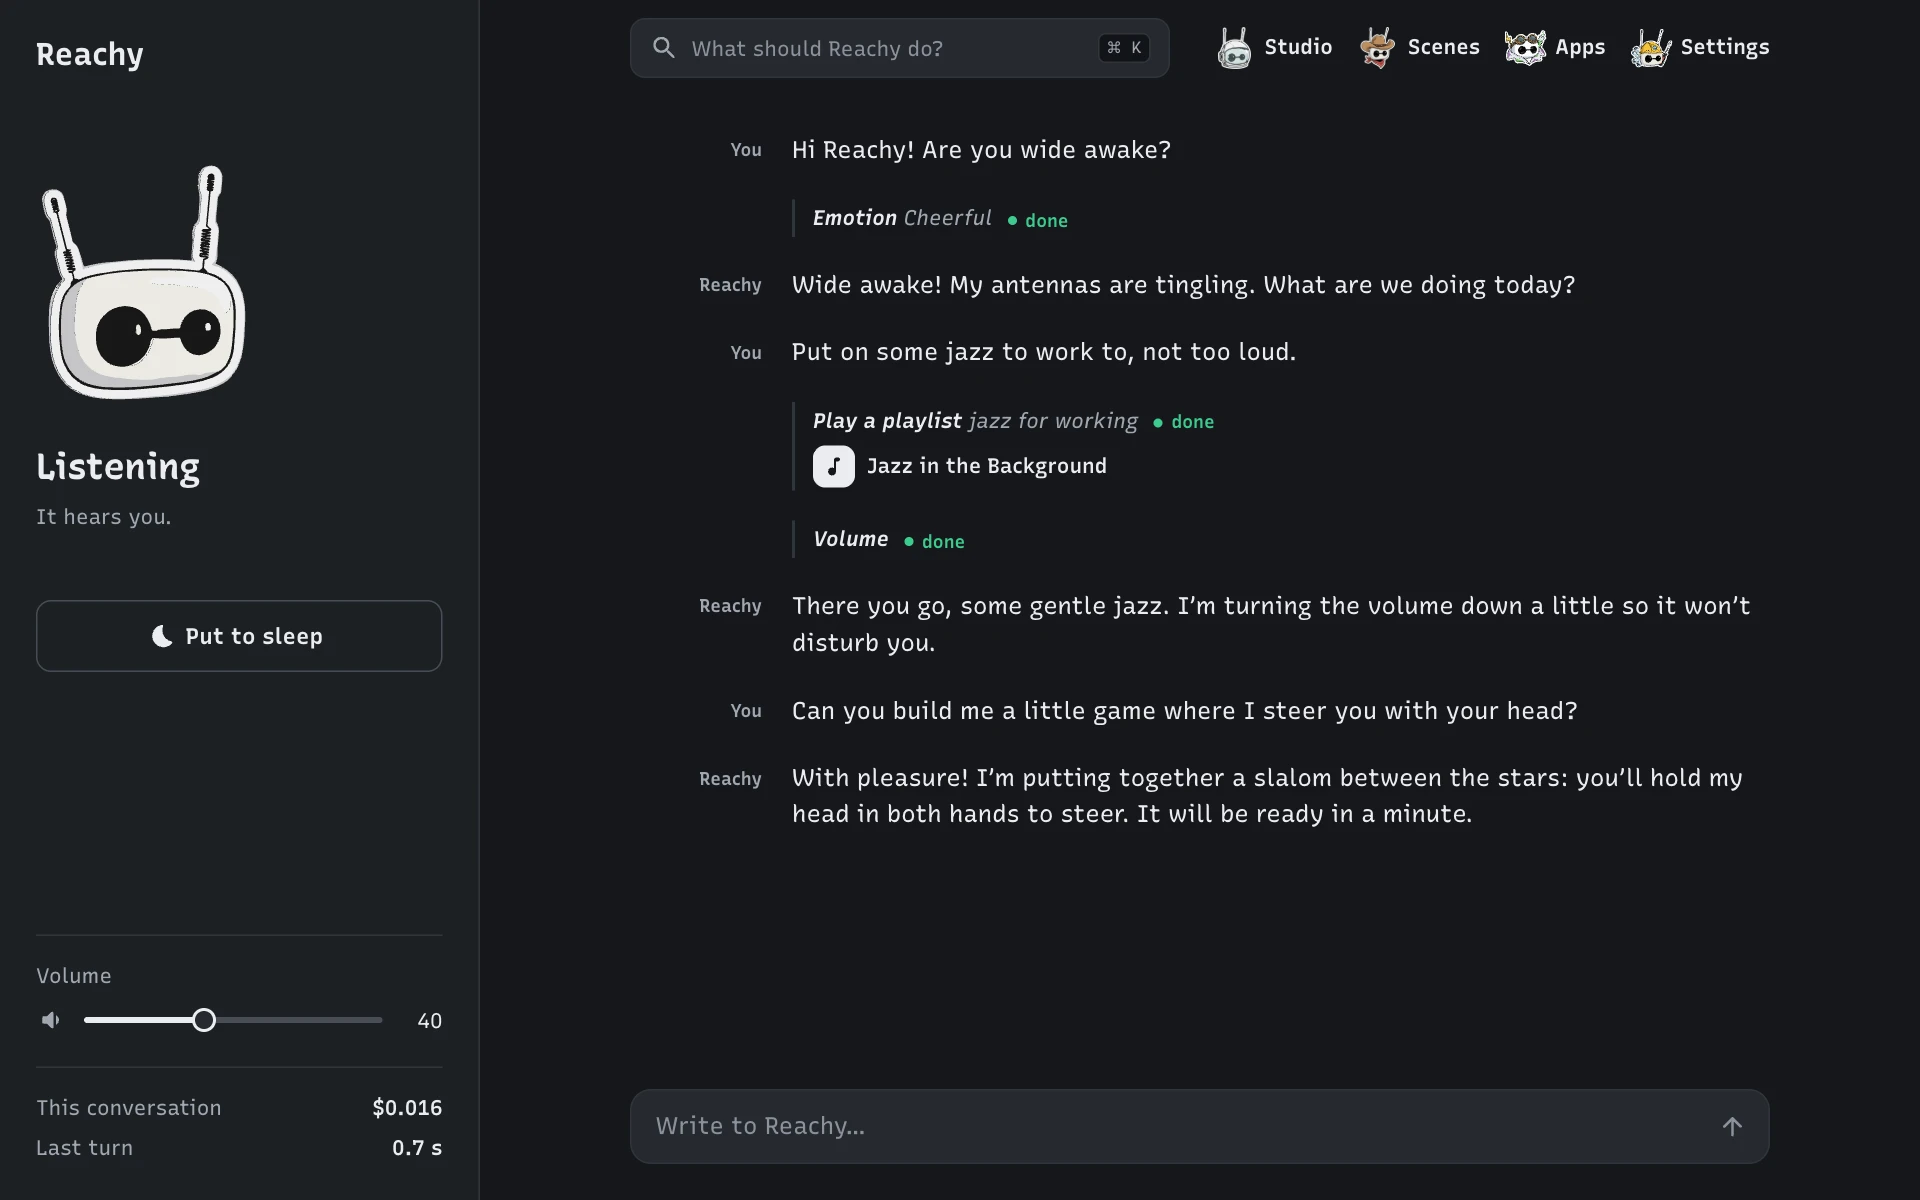 Reachy
Listening
It hears you.
Put to sleep
Volume
40
This conversation $0.016
Last turn 0.7 s
What should Reachy do? ⌘ K
Studio Scenes Apps Settings
You Hi Reachy! Are you wide awake?
Emotion Cheerful • done
Reachy Wide awake! My antennas are tingling. What are we doing today?
You Put on some jazz to work to, not too loud.
Play a playlist jazz for working • done
Jazz in the Background
Volume • done
Reachy There you go, some gentle jazz. I’m turning the volume down a little so it won’t
disturb you.
You Can you build me a little game where I steer you with your head?
Reachy With pleasure! I’m putting together a slalom between the stars: you’ll hold my
head in both hands to steer. It will be ready in a minute.
Write to Reachy...